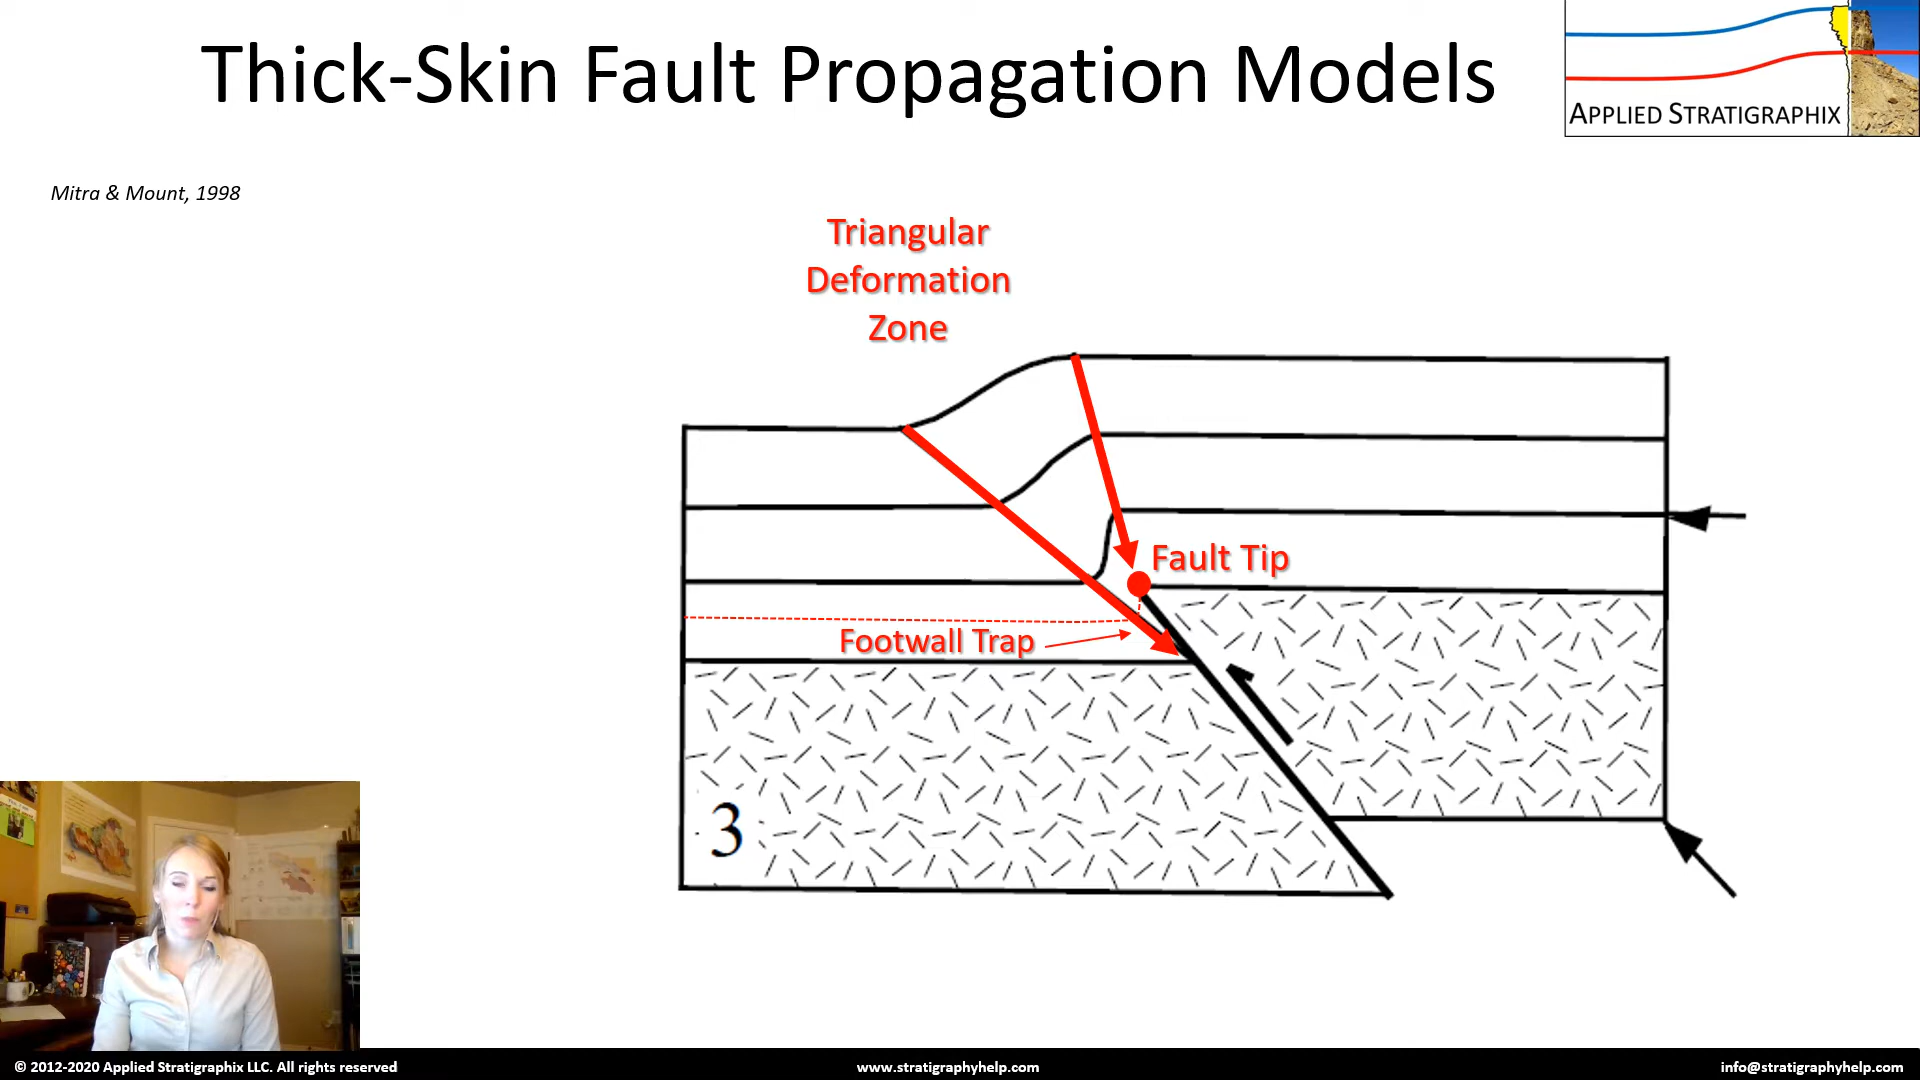 Thick-Skin Fault Propagation Models
APPLIED STRATIGRAPHIX
Mitra & Mount, 1998
Triangular
Deformation
Zone
Fault Tip
Footwall Trap
3
© 2012-2020 Applied Stratigraphix LLC. All rights reserved
www.stratigraphyhelp.com
info@stratigraphyhelp.com